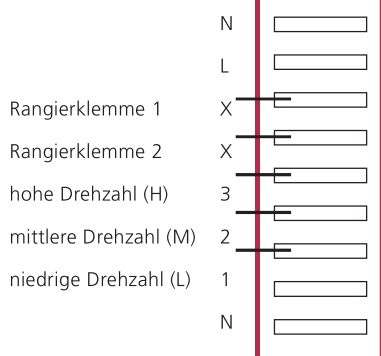 N
L
Rangierklemme 1 X
Rangierklemme 2 X
hohe Drehzahl (H) 3
mittlere Drehzahl (M) 2
niedrige Drehzahl (L) 1
N